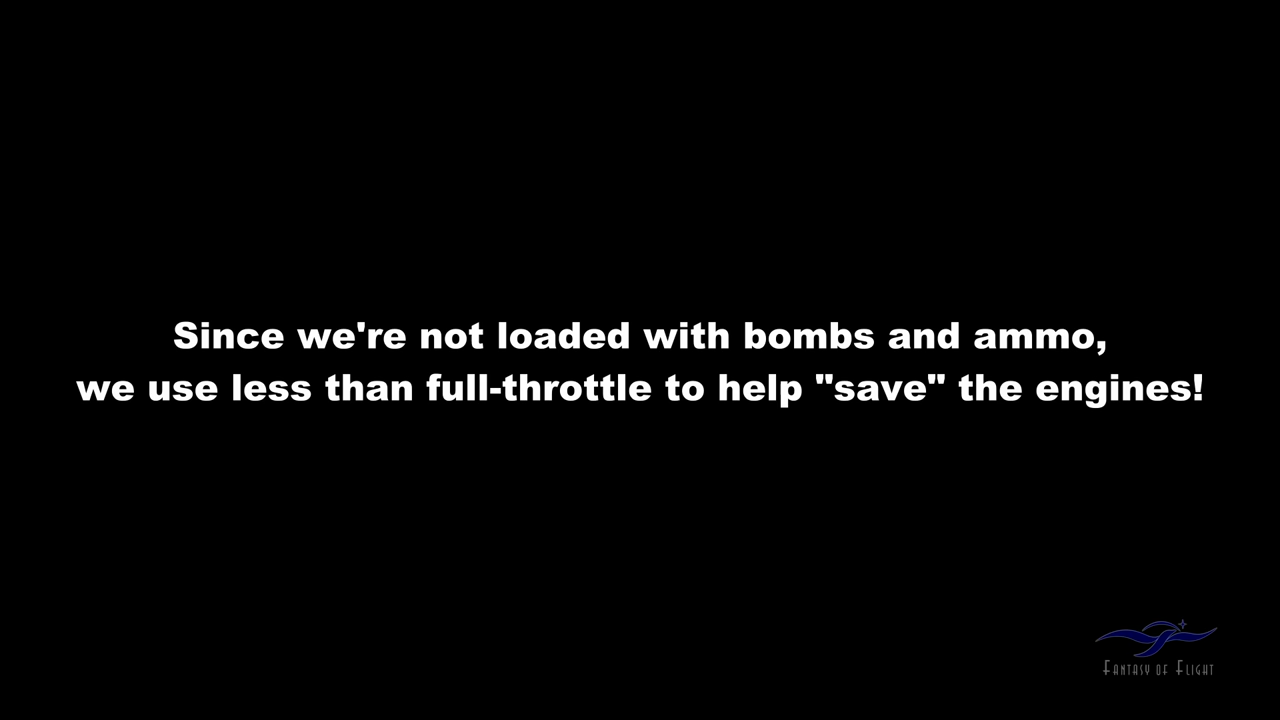 Since we're not loaded with bombs and ammo,
we use less than full-throttle to help "save" the engines!
Fantasy of Flight